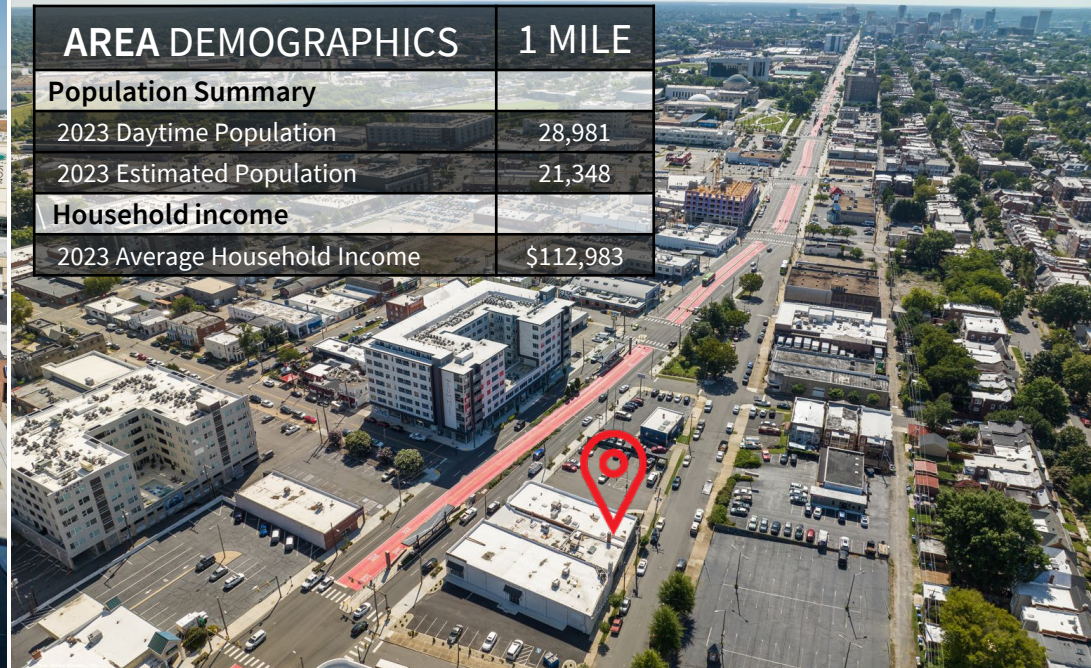 AREA DEMOGRAPHICS 1 MILE
Population Summary
2023 Daytime Population 28,981
2023 Estimated Population 21,348
Household income
2023 Average Household Income $112,983